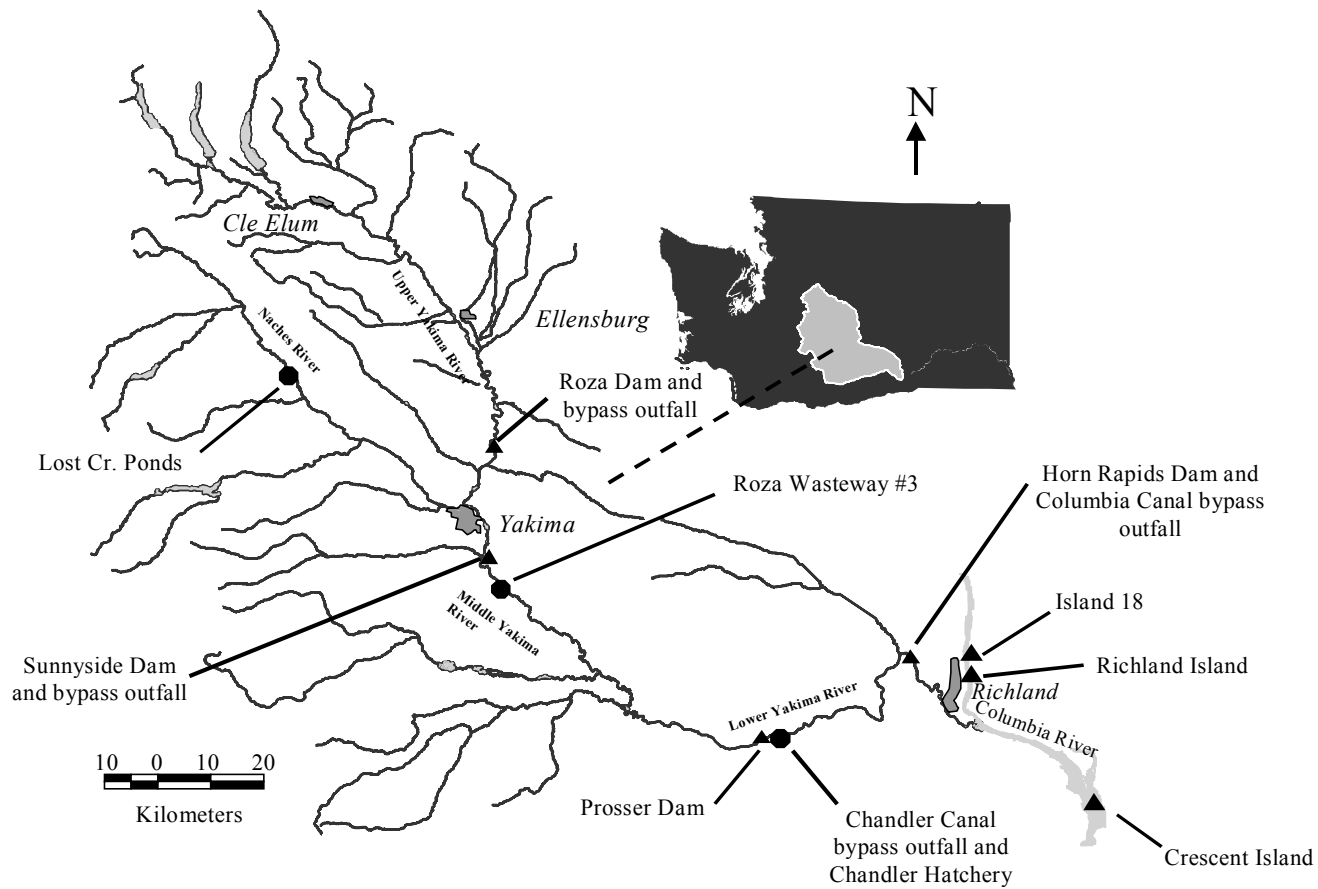 N
Cle Elum
Upper Yakima River
Naches River
Ellensburg
Roza Dam and
bypass outfall
Lost Cr. Ponds
Roza Wasteway #3
Horn Rapids Dam and
Columbia Canal bypass
outfall
Yakima
Island 18
Middle Yakima
River
Sunnyside Dam
and bypass outfall
Richland Island
Richland
Columbia River
Lower Yakima River
10 0 10 20
Kilometers
Prosser Dam
Chandler Canal
bypass outfall and
Chandler Hatchery
Crescent Island